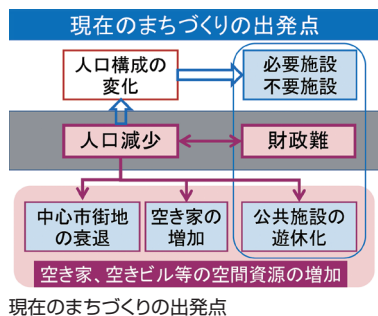 現在のまちづくりの出発点
人口構成の
変化
必要施設
不要施設
人口減少
財政難
中心市街地
の衰退
空き家の
増加
公共施設の
遊休化
空き家、空きビル等の空間資源の増加
現在のまちづくりの出発点